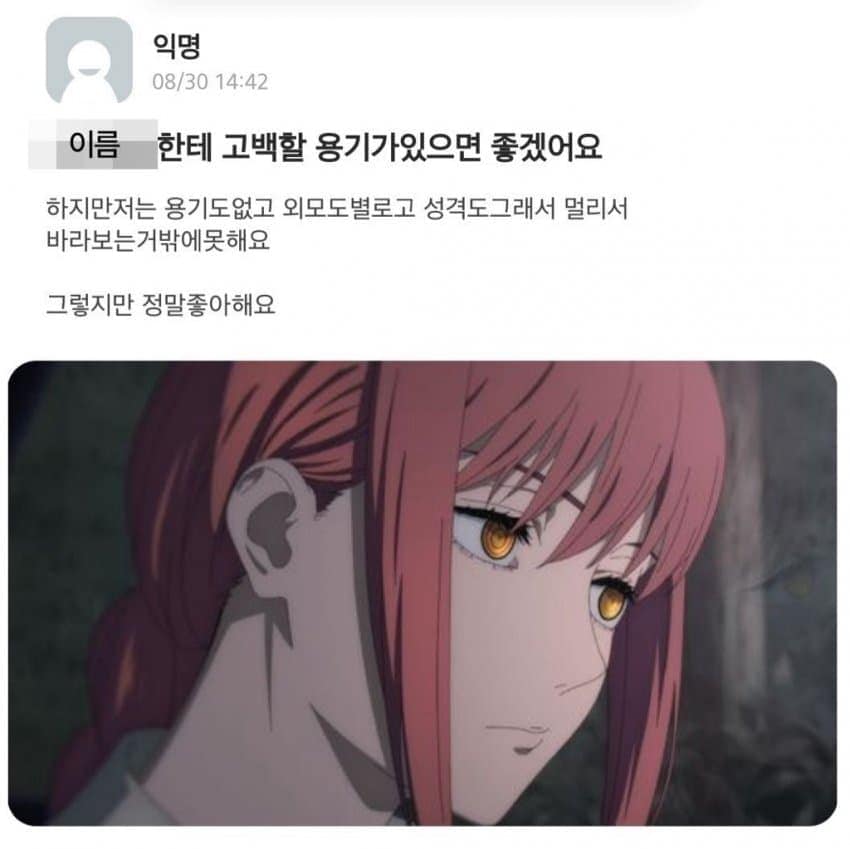 익명
08/30 14:42
이름 한테 고백할 용기가있으면 좋겠어요
하지만저는 용기도없고 외모도별로고 성격도그래서 멀리서
바라보는거밖에못해요
그렇지만 정말좋아해요